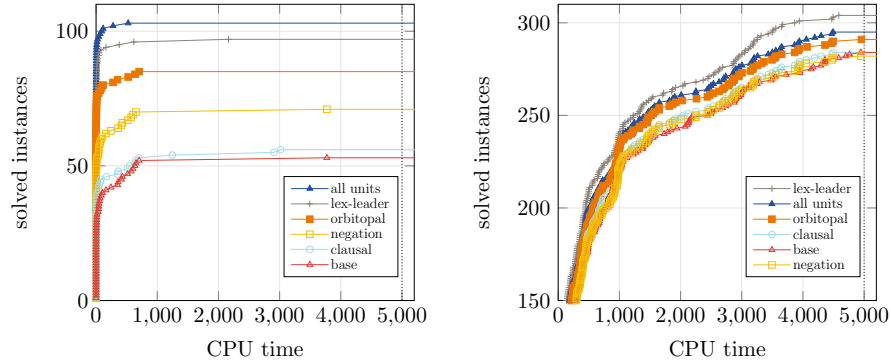 100
50
0
0
1,000
2,000
3,000
4,000
5,000
CPU time
solved instances
all units
lex-leader
orbitopal
negation
clausal
base
300
250
200
150
0
1,000
2,000
3,000
4,000
5,000
CPU time
solved instances
lex-leader
all units
orbitopal
clausal
base
negation